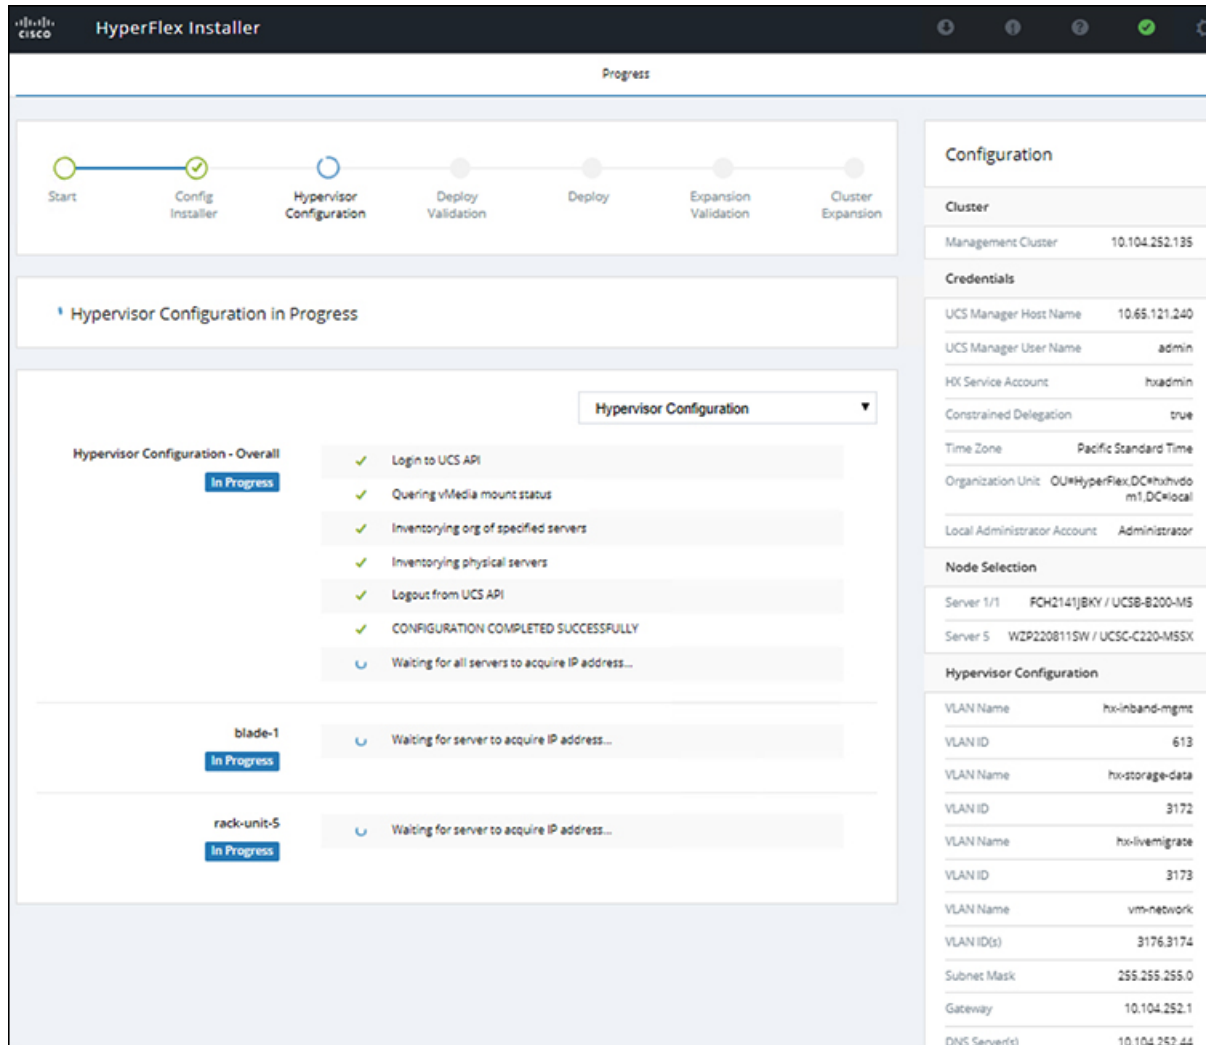 CISCO HyperFlex Installer
Progress
Start
Config
Installer
Hypervisor
Configuration
Deploy
Validation
Deploy
Expansion
Validation
Cluster
Expansion
Hypervisor Configuration in Progress
Hypervisor Configuration
Hypervisor Configuration - Overall
In Progress
Login to UCS API
Quering vMedia mount status
Inventorying org of specified servers
Inventorying physical servers
Logout from UCS API
CONFIGURATION COMPLETED SUCCESSFULLY
Waiting for all servers to acquire IP address...
blade-1
In Progress
Waiting for server to acquire IP address...
rack-unit-5
In Progress
Waiting for server to acquire IP address...
Configuration
Cluster
Management Cluster 10.104.252.135
Credentials
UCS Manager Host Name 10.65.121.240
UCS Manager User Name admin
HX Service Account hxadmin
Constrained Delegation true
Time Zone Pacific Standard Time
Organization Unit OU=HyperFlex,DC=hxhvdo
m1,DC=local
Local Administrator Account Administrator
Node Selection
Server 1/1 FCH2141JBKY / UCSB-B200-M5
Server 5 WZP220811SW / UCSC-C220-M5SX
Hypervisor Configuration
VLAN Name hx-inband-mgmt
VLAN ID 613
VLAN Name hx-storage-data
VLAN ID 3172
VLAN Name hx-livemigrate
VLAN ID 3173
VLAN Name vm-network
VLAN ID(s) 3176,3174
Subnet Mask 255.255.255.0
Gateway 10.104.252.1
DNS Server(s) 10.104.252.44